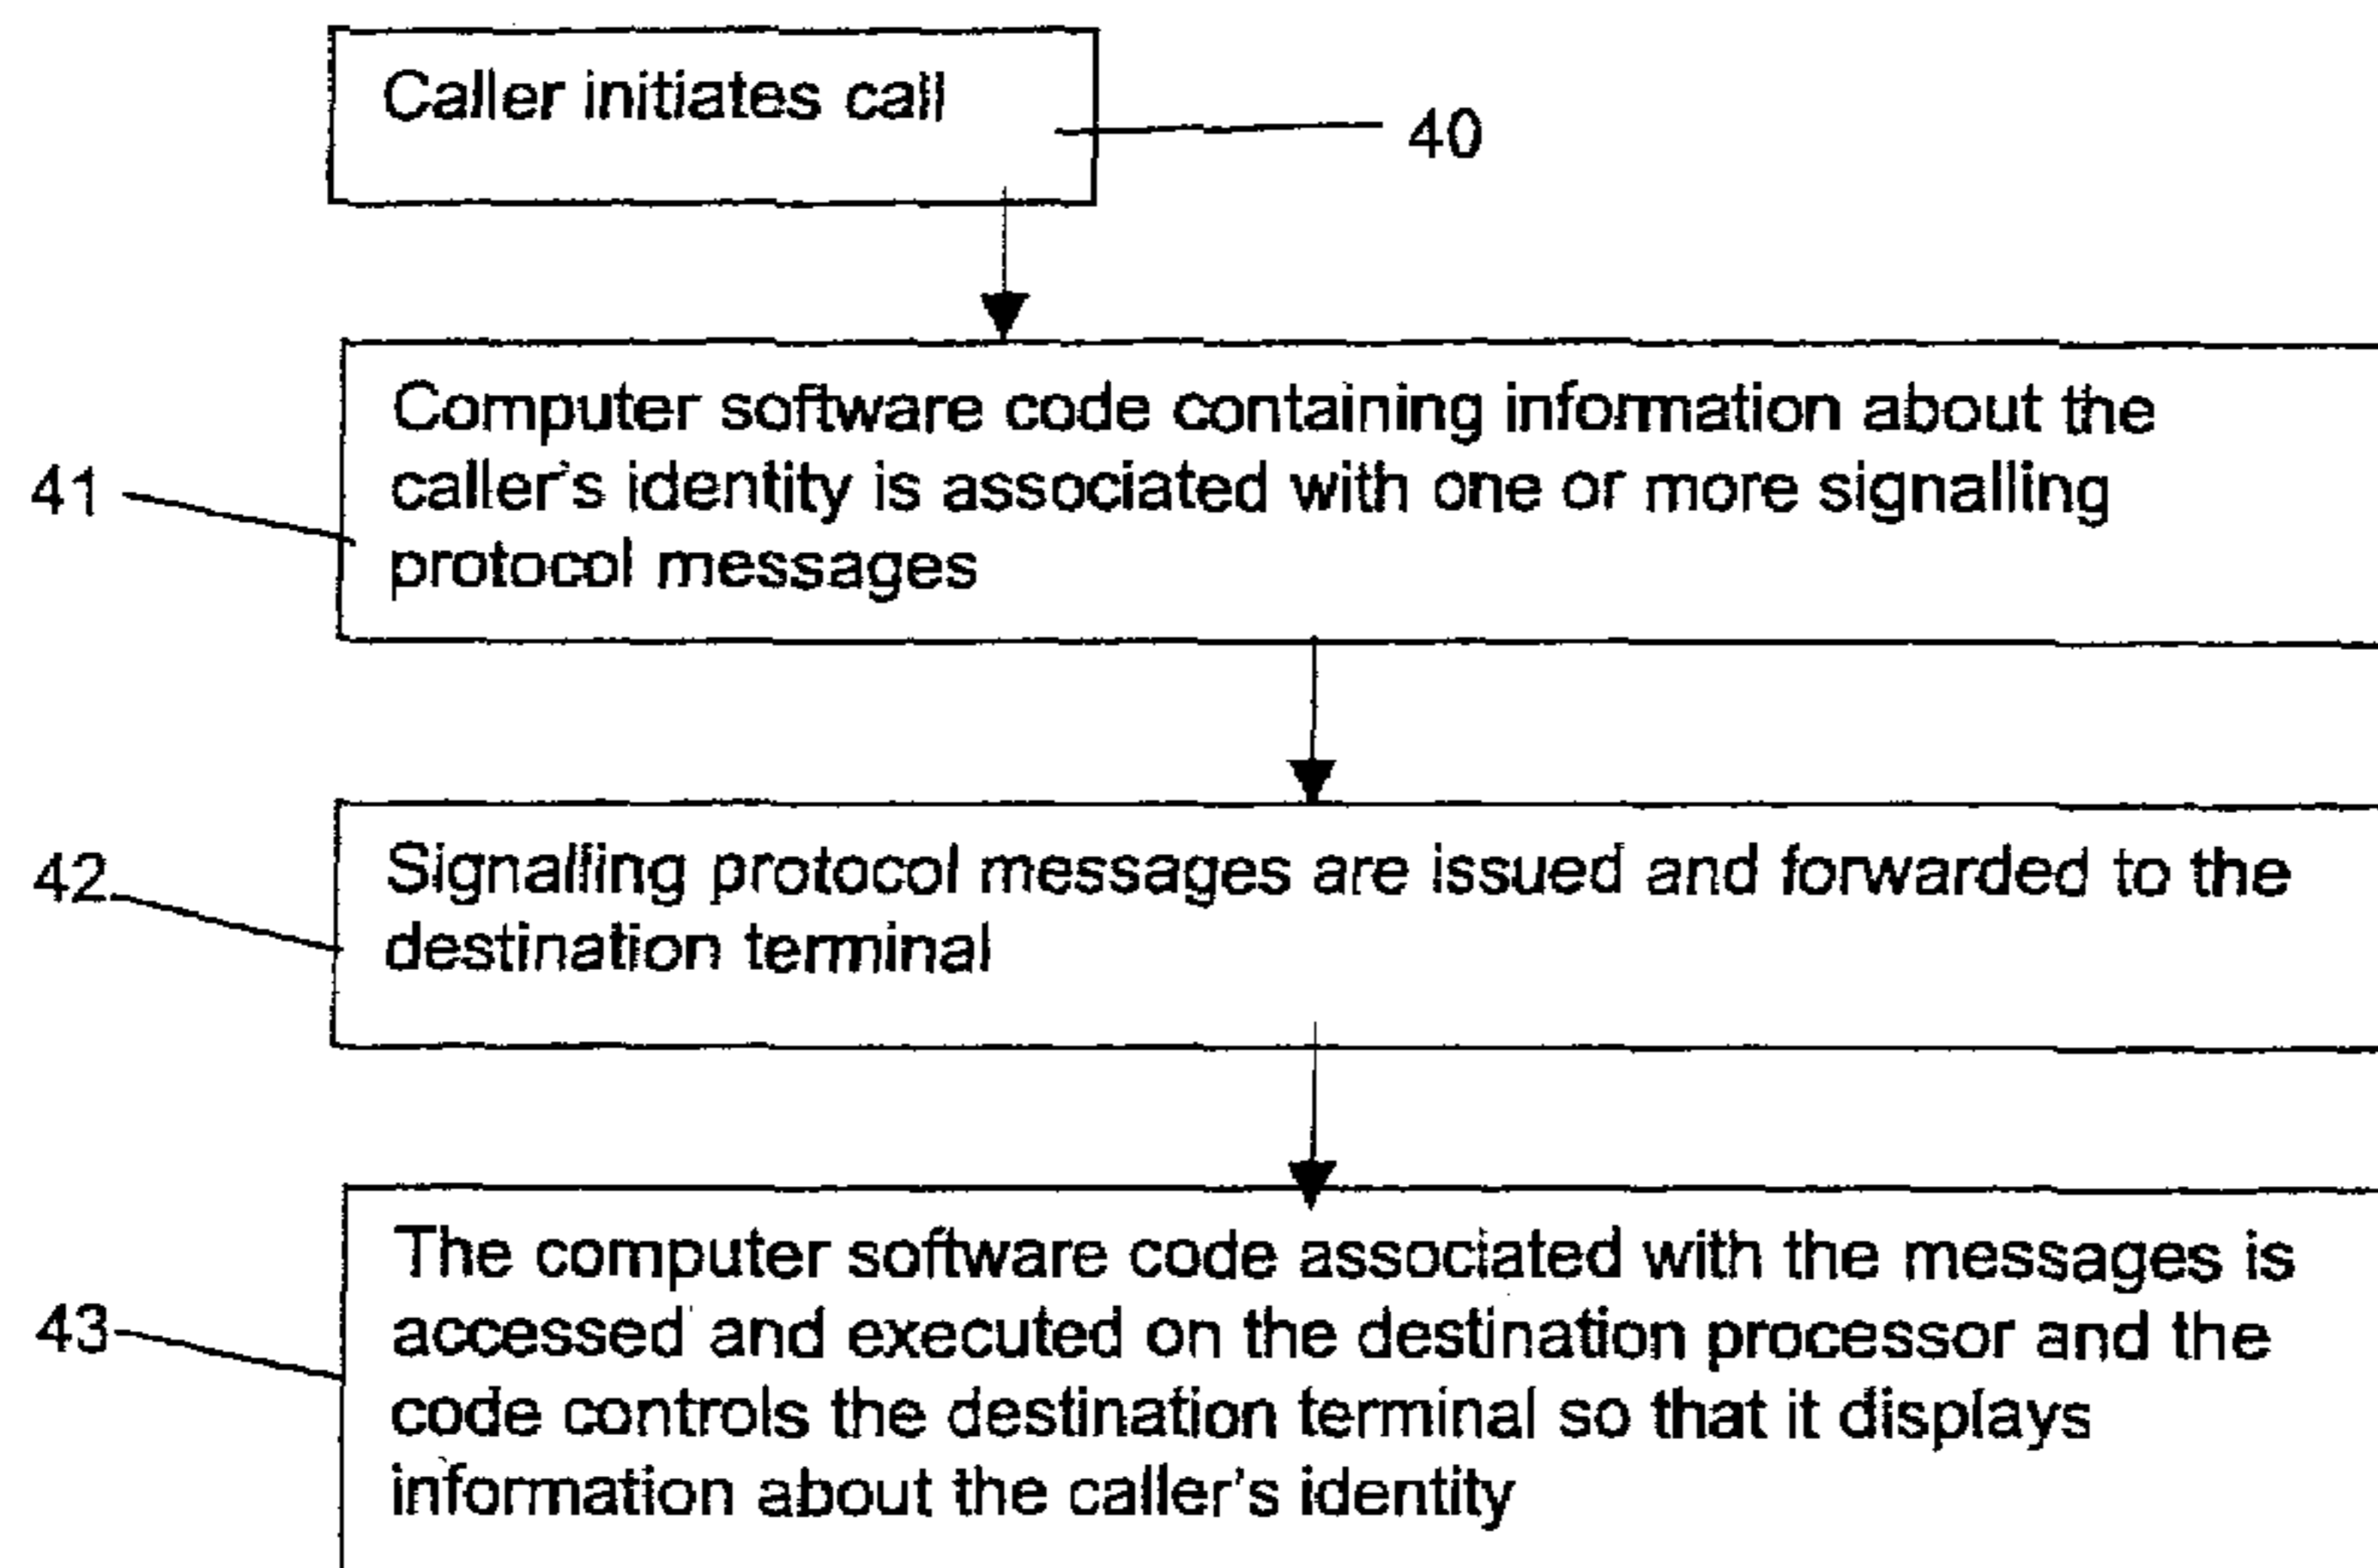 Caller initiates call
40
Computer software code containing information about the
caller's identity is associated with one or more signalling
protocol messages
41
Signalling protocol messages are issued and forwarded to the
destination terminal
42
The computer software code associated with the messages is
accessed and executed on the destination processor and the
code controls the destination terminal so that it displays
information about the caller's identity
43